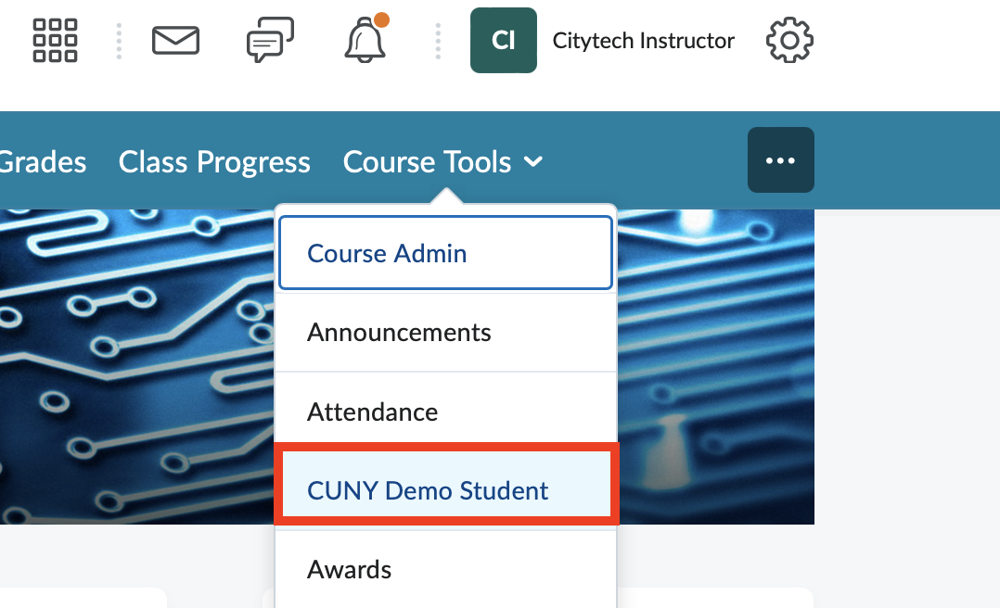 CI Citytech Instructor
Grades Class Progress Course Tools
Course Admin
Announcements
Attendance
CUNY Demo Student
Awards